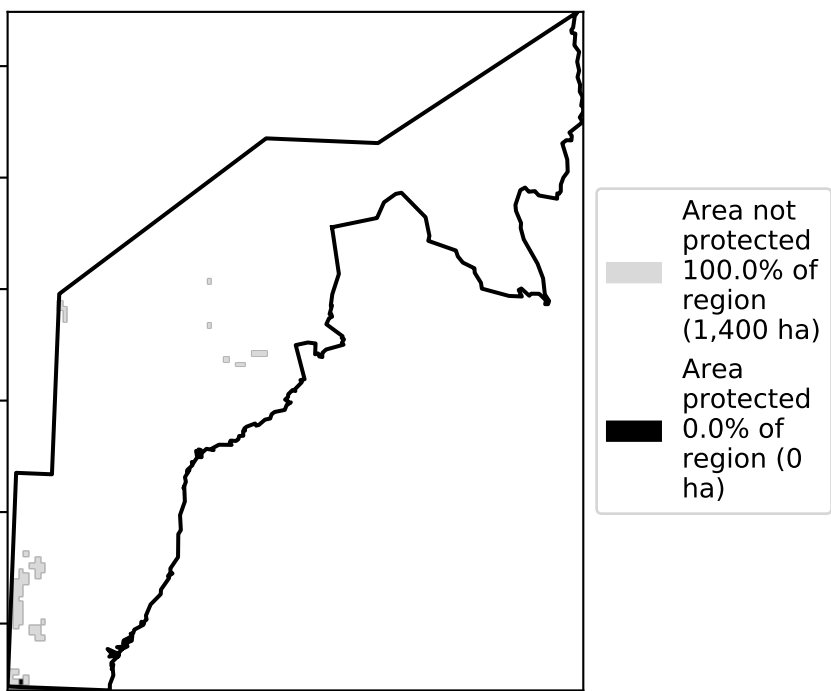 Area not
protected
100.0% of
region
(1,400 ha)
Area
protected
0.0% of
region (0
ha)